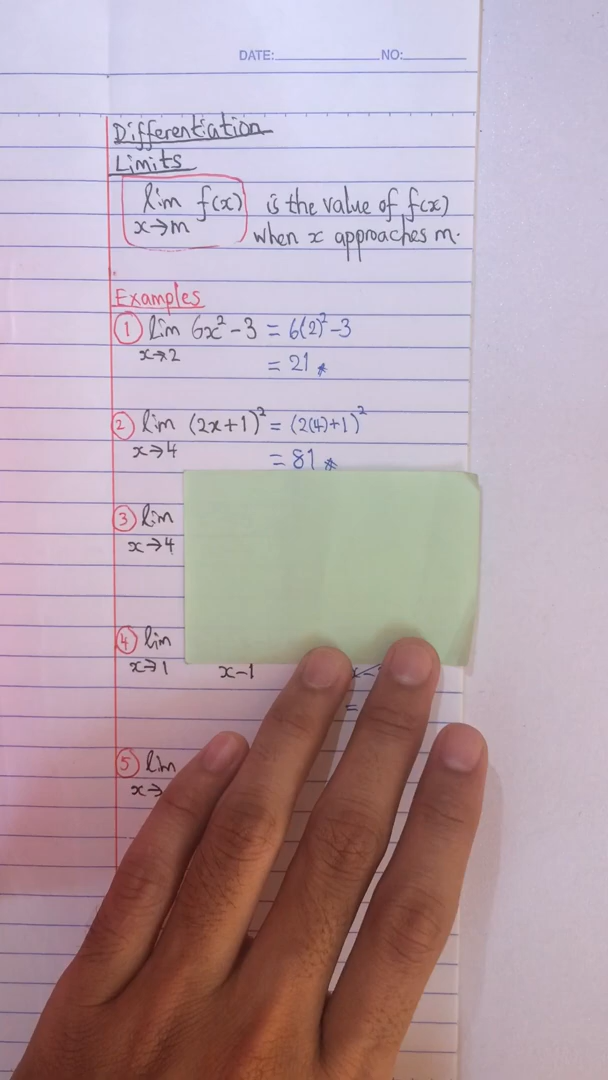 DATE:
NO:
Differentiation
Limits
lim f(x) is the value of f(x)
x→m when x approaches m.
Examples
① lim 6x²-3 = 6(2)²-3
x→2 = 21
② lim (2x+1)² = (2(4)+1)²
x→4 = 81
③ lim
x→4
④ lim
x→1 x-1 x-
=
⑤ lim
x→